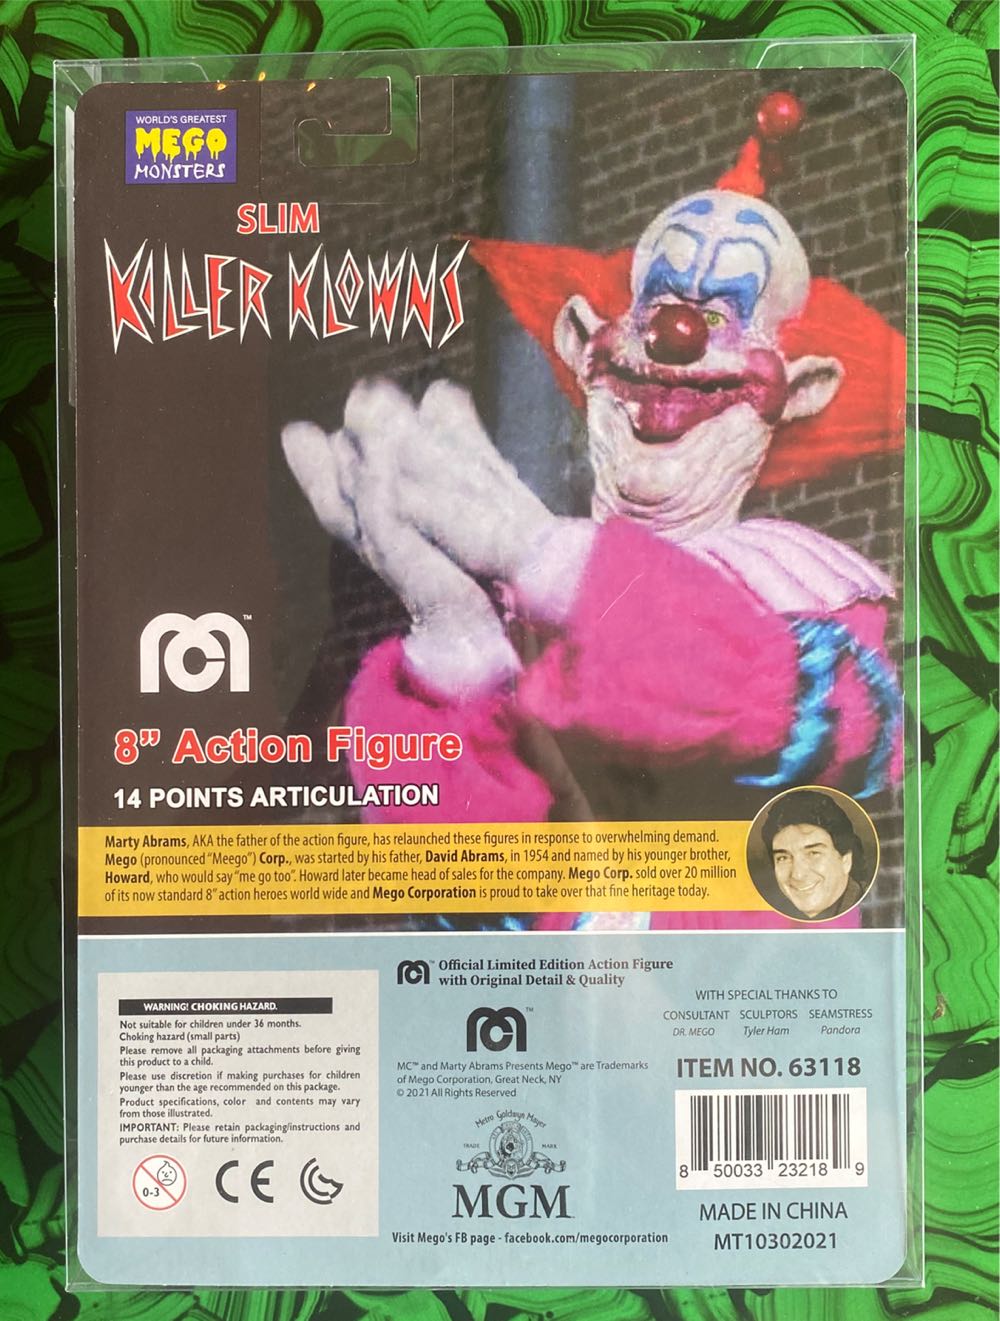 WORLD'S GREATEST
MEGO
MONSTERS
SLIM
KILLER KLOWNS
TM
8” Action Figure
14 POINTS ARTICULATION
Marty Abrams, AKA the father of the action figure, has relaunched these figures in response to overwhelming demand.
Mego (pronounced “Meego”) Corp., was started by his father, David Abrams, in 1954 and named by his younger brother,
Howard, who would say “me go too”. Howard later became head of sales for the company. Mego Corp. sold over 20 million
of its now standard 8" action heroes world wide and Mego Corporation is proud to take over that fine heritage today.
WARNING! CHOKING HAZARD.
Not suitable for children under 36 months.
Choking hazard (small parts)
Please remove all packaging attachments before giving
this product to a child.
Please use discretion if making purchases for children
younger than the age recommended on this package.
Product specifications, color and contents may vary
from those illustrated.
IMPORTANT: Please retain packaging/instructions and
purchase details for future information.
0-3
CE
TM Official Limited Edition Action Figure
with Original Detail & Quality
TM
MC™ and Marty Abrams Presents Mego™ are Trademarks
of Mego Corporation, Great Neck, NY
© 2021 All Rights Reserved
Metro Goldwyn Mayer
TRADE MARK
MGM
Visit Mego's FB page - facebook.com/megocorporation
WITH SPECIAL THANKS TO
CONSULTANT SCULPTORS SEAMSTRESS
DR. MEGO Tyler Ham Pandora
ITEM NO. 63118
8 50033 23218 9
MADE IN CHINA
MT10302021